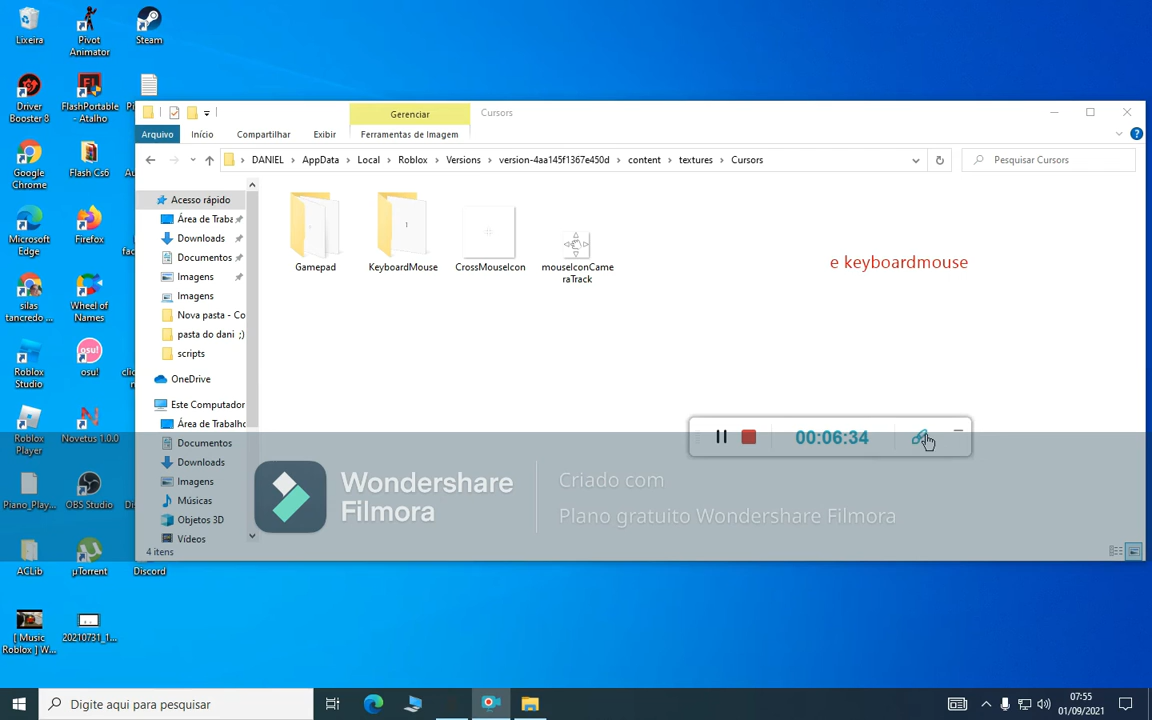 Lixeira
Pivot
Animator
Steam
Driver
Booster 8
FlashPortable
- Atalho
Google
Chrome
Flash Cs6
Microsoft
Edge
Firefox
silas
tancredo ...
Wheel of
Names
Roblox
Studio
osu!
Roblox
Player
Novetus 1.0.0
Piano_Play...
OBS Studio
ACLib
µTorrent
Discord
[ Music
Roblox ] W...
20210731_1...
Gerenciar
Cursors
Arquivo
Início
Compartilhar
Exibir
Ferramentas de Imagem
DANIEL > AppData > Local > Roblox > Versions > version-4aa145f1367e450d > content > textures > Cursors
Pesquisar Cursors
Acesso rápido
Área de Traba
Downloads
Documentos
Imagens
Imagens
Nova pasta - Co
pasta do dani ;)
scripts
OneDrive
Este Computador
Área de Trabalho
Documentos
Downloads
Imagens
Músicas
Objetos 3D
Vídeos
4 itens
Gamepad
KeyboardMouse
CrossMouseIcon
mouseIconCame
raTrack
e keyboardmouse
00:06:34
Wondershare
Filmora
Criado com
Plano gratuito Wondershare Filmora
Digite aqui para pesquisar
07:55
01/09/2021